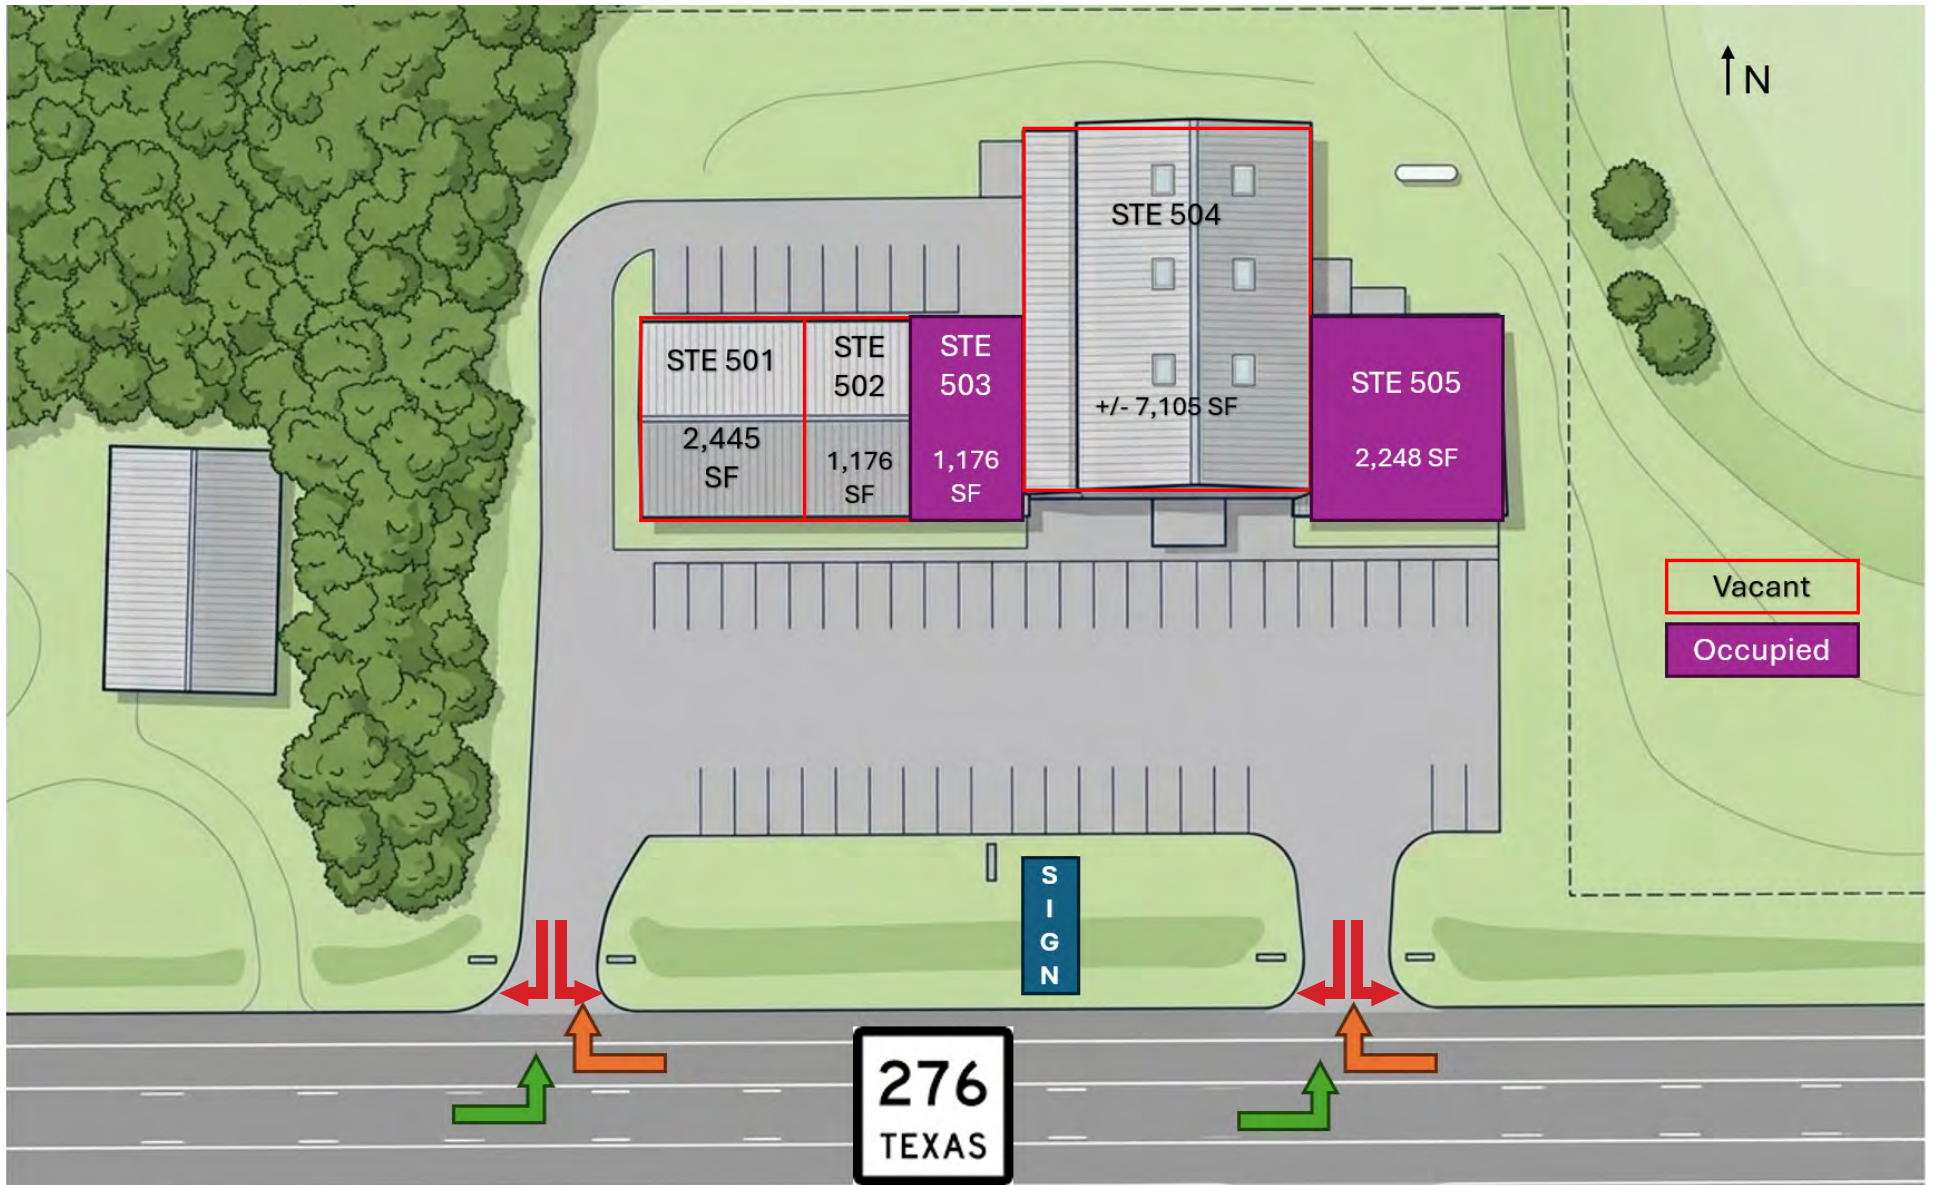 N
STE 504
+/- 7,105 SF
STE 501
2,445
SF
STE
502
1,176
SF
STE
503
1,176
SF
STE 505
2,248 SF
Vacant
Occupied
S
I
G
N
276
TEXAS